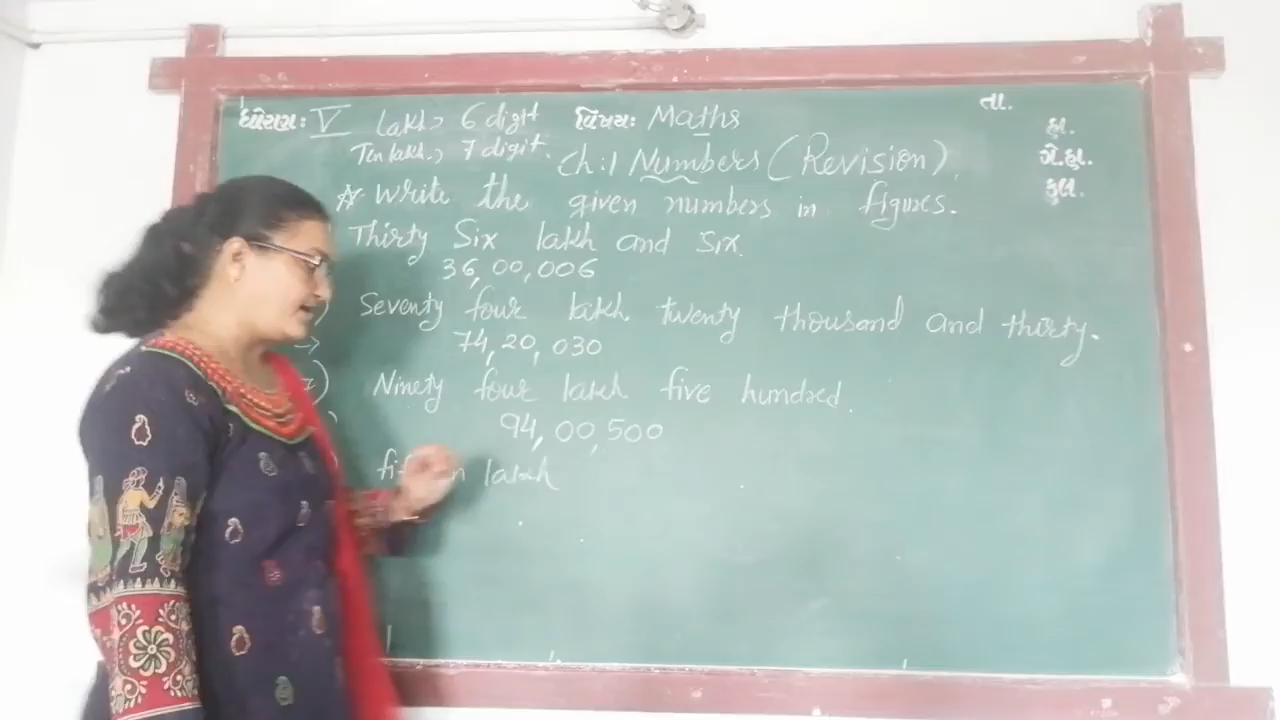 ધોરણ: V Lakh → 6 digit વિષય: Maths તા.
Ten lakh → 7 digit. Ch:1 Numbers (Revision). હા.
ગે.હા.
* Write the given numbers in figures. કુલ.
Thirty Six lakh and Six.
36,00,006
) Seventy four lakh twenty thousand and thirty.
→ 74,20,030
7) Ninety four lakh five hundred.
94,00,500
lakh